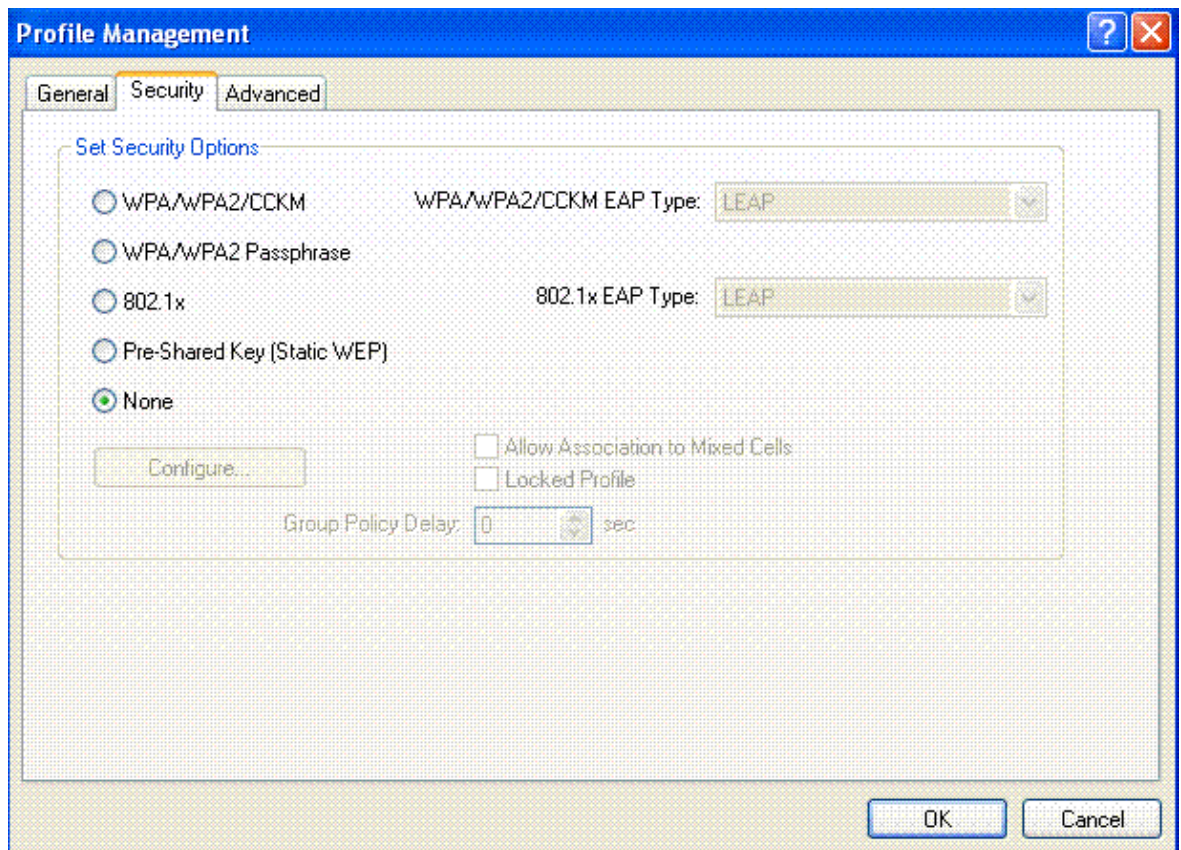 Profile Management
General Security Advanced
Set Security Options
WPA/WPA2/CCKM WPA/WPA2/CCKM EAP Type: LEAP
WPA/WPA2 Passphrase
802.1x 802.1x EAP Type: LEAP
Pre-Shared Key (Static WEP)
None
Allow Association to Mixed Cells
Configure...
Locked Profile
Group Policy Delay: 0 sec
OK Cancel